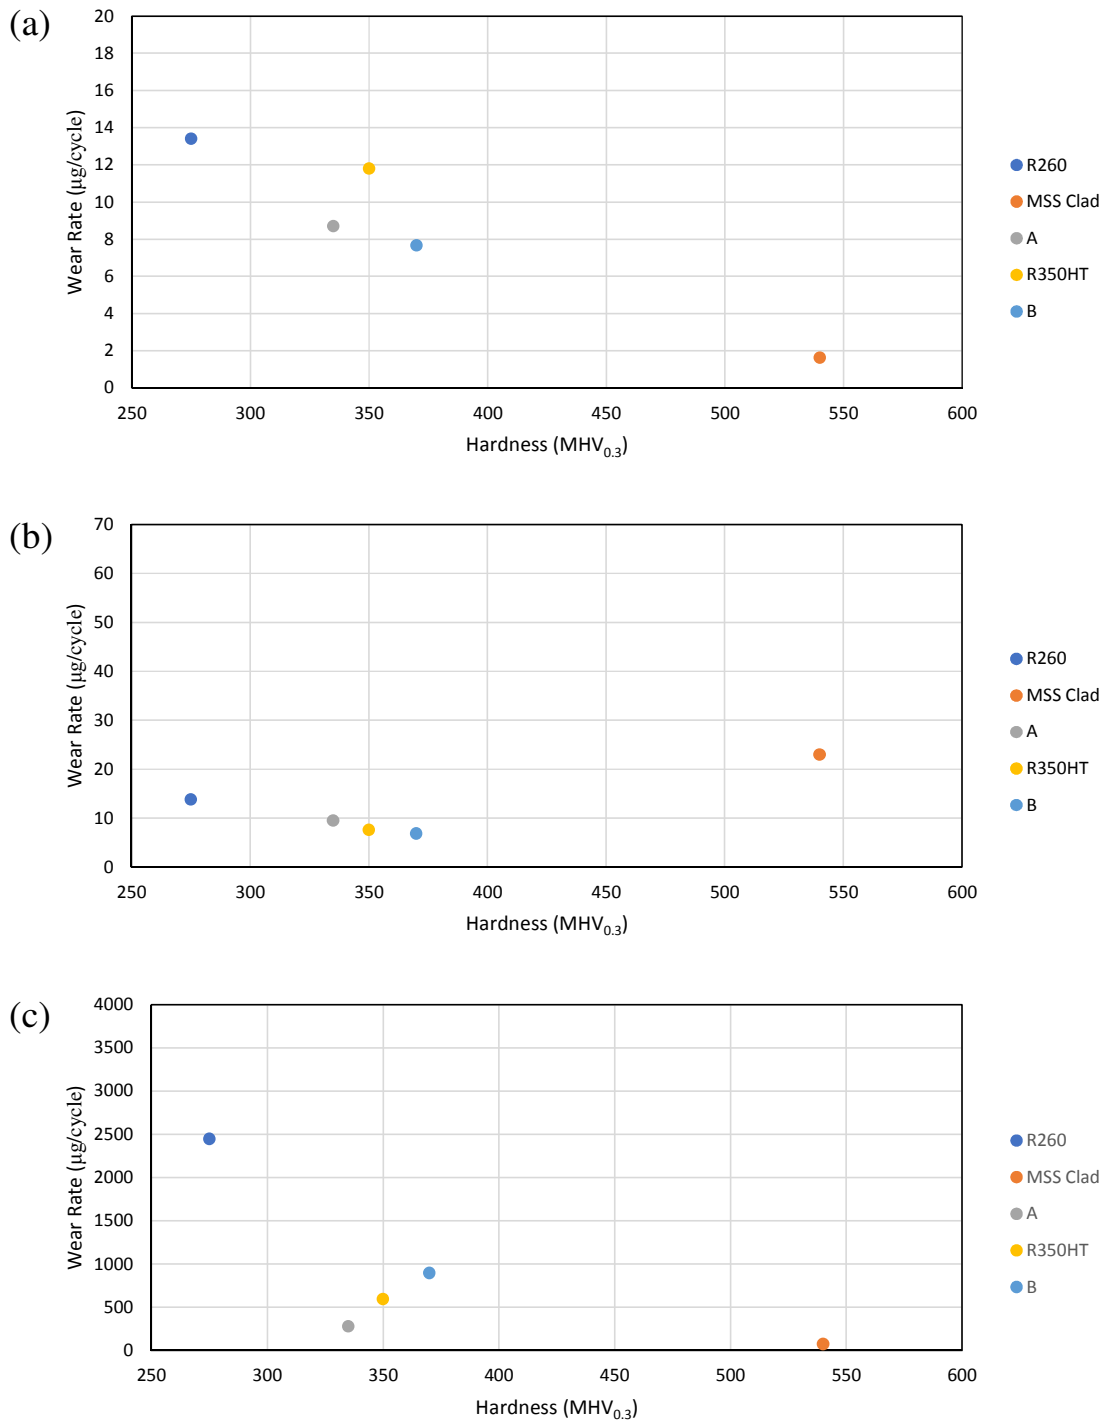 (a)
20
18
16
14
12
10
8
6
4
2
0
Wear Rate (µg/cycle)
250 300 350 400 450 500 550 600
Hardness (MHV0.3)
R260
MSS Clad
A
R350HT
B
(b)
70
60
50
40
30
20
10
0
Wear Rate (µg/cycle)
250 300 350 400 450 500 550 600
Hardness (MHV0.3)
R260
MSS Clad
A
R350HT
B
(c)
4000
3500
3000
2500
2000
1500
1000
500
0
Wear Rate (µg/cycle)
250 300 350 400 450 500 550 600
Hardness (MHV0.3)
R260
MSS Clad
A
R350HT
B